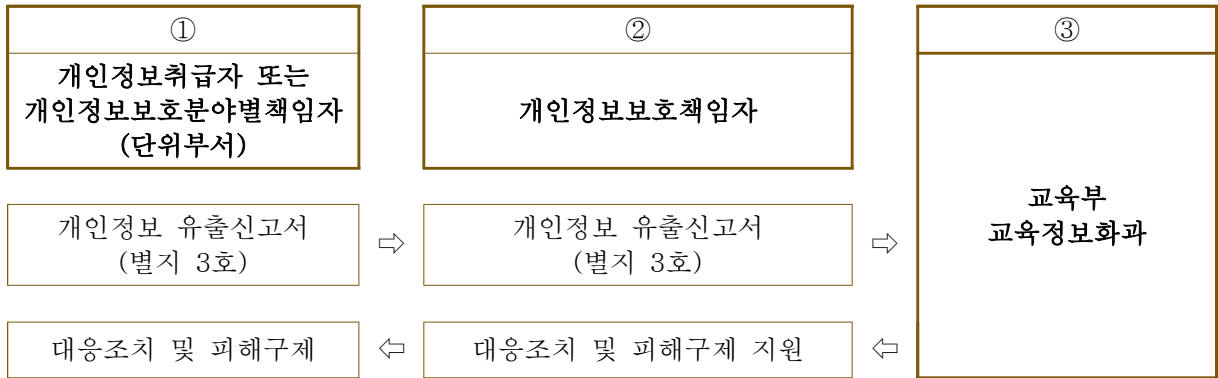 ①
개인정보취급자 또는
개인정보보호분야별책임자
(단위부서)
②
개인정보보호책임자
③
교육부
교육정보화과
개인정보 유출신고서
(별지 3호)
⇨
개인정보 유출신고서
(별지 3호)
⇨
대응조치 및 피해구제
⇦
대응조치 및 피해구제 지원
⇦